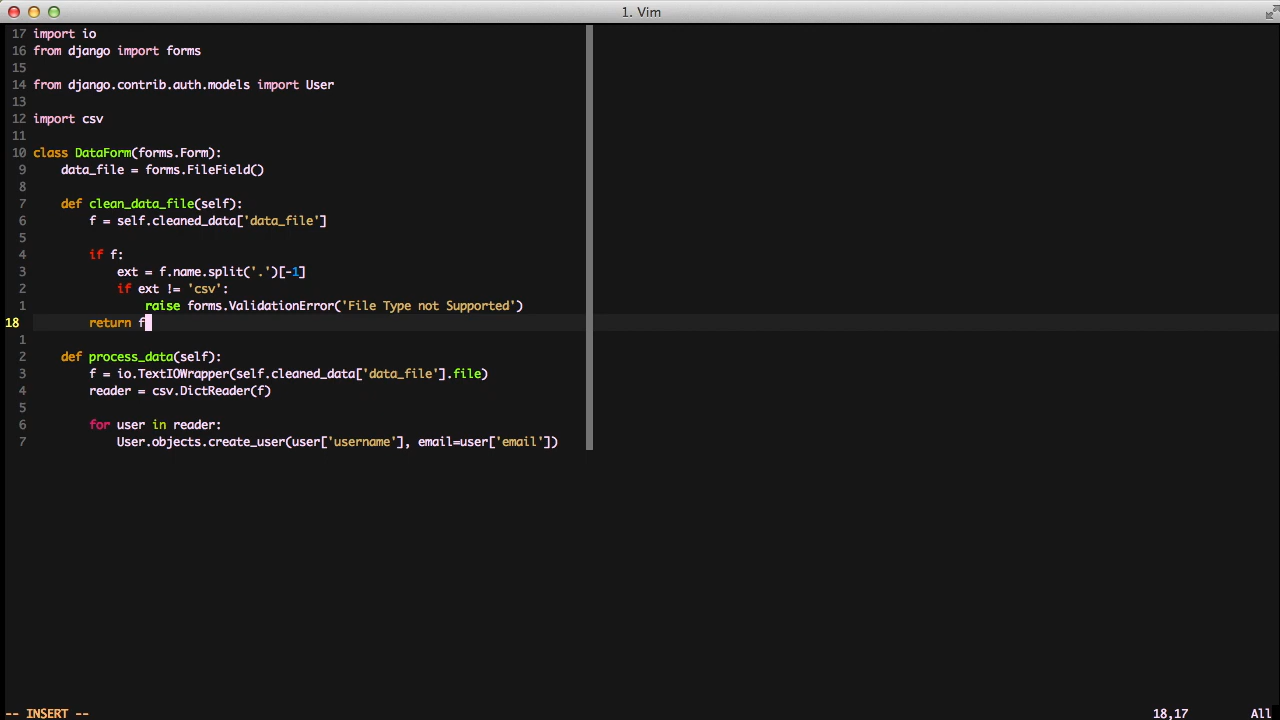 1. Vim
17 import io
16 from django import forms
15
14 from django.contrib.auth.models import User
13
12 import csv
11
10 class DataForm(forms.Form):
9     data_file = forms.FileField()
8
7     def clean_data_file(self):
6         f = self.cleaned_data['data_file']
5
4         if f:
3             ext = f.name.split('.')[-1]
2             if ext != 'csv':
1                 raise forms.ValidationError('File Type not Supported')
18         return f
1
2     def process_data(self):
3         f = io.TextIOWrapper(self.cleaned_data['data_file'].file)
4         reader = csv.DictReader(f)
5
6         for user in reader:
7             User.objects.create_user(user['username'], email=user['email'])
-- INSERT -- 18,17 All